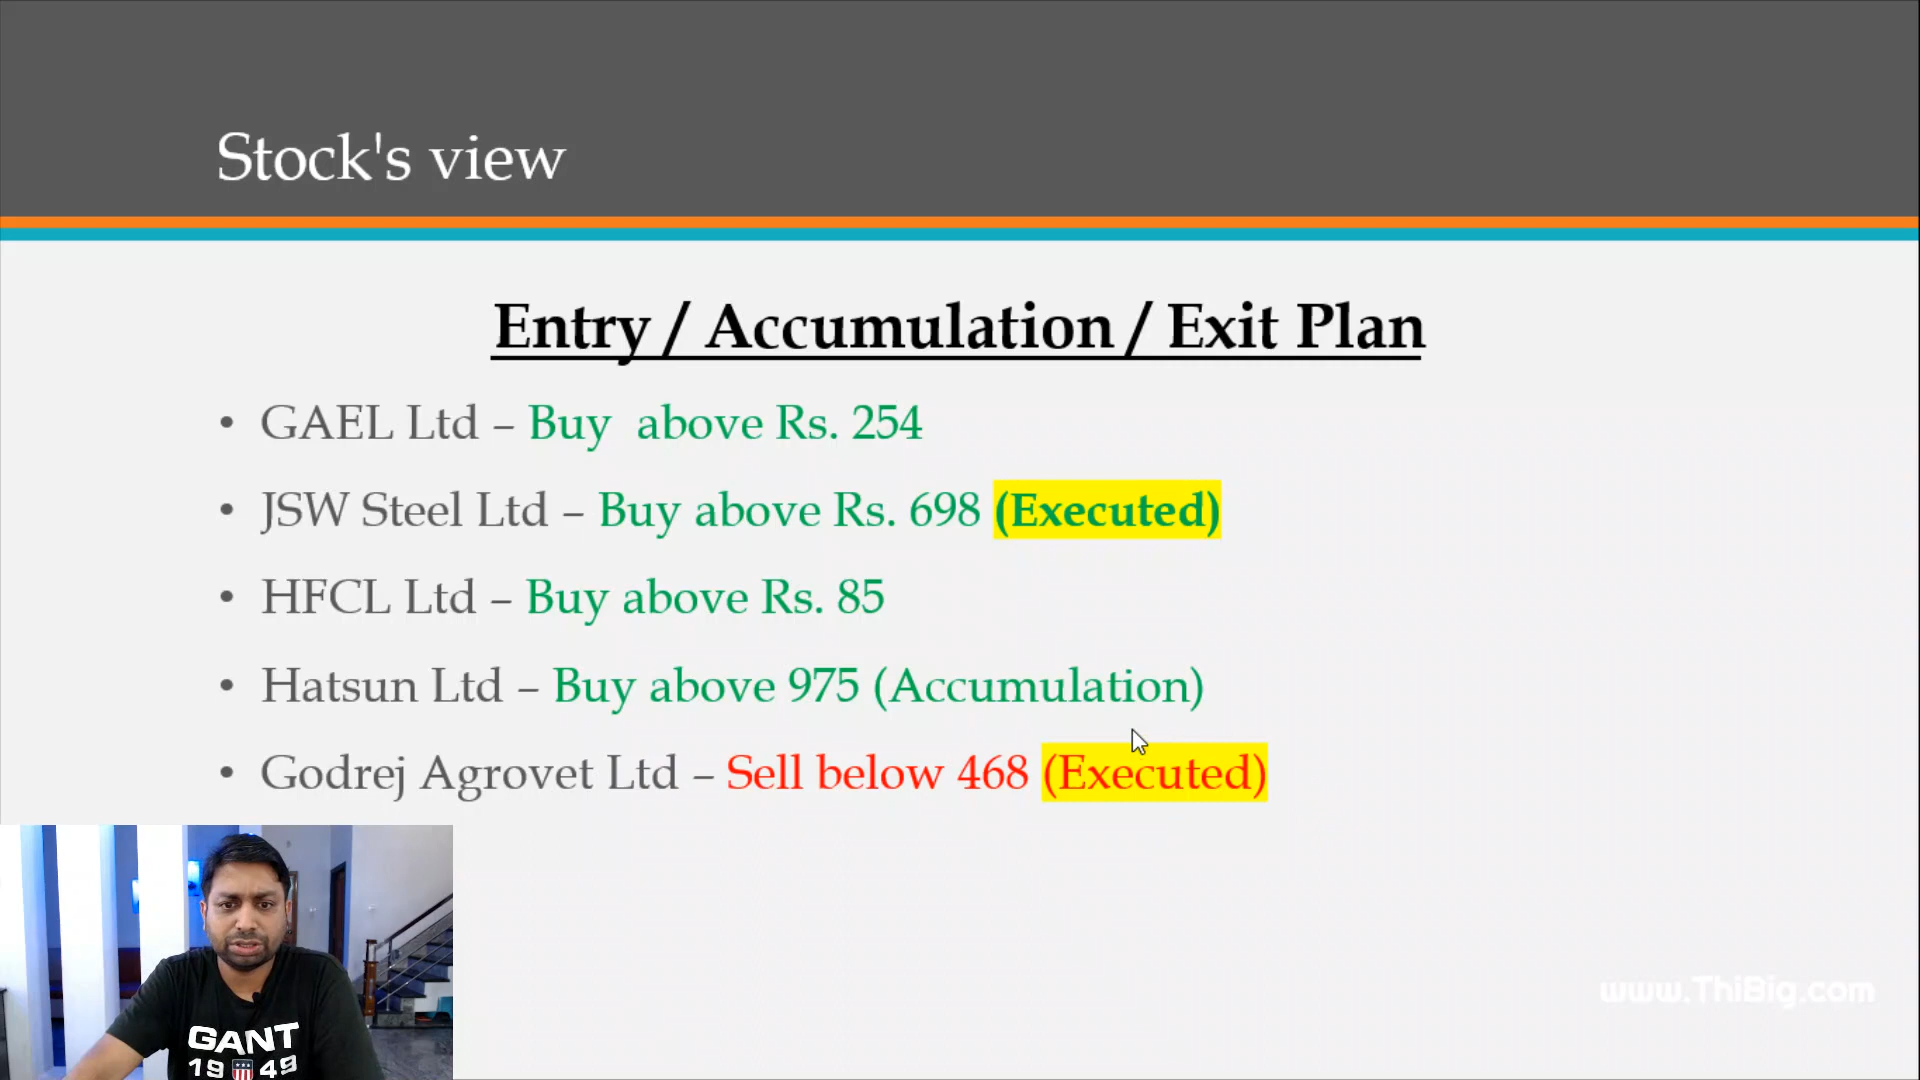 Stock's view
Entry / Accumulation / Exit Plan
• GAEL Ltd – Buy  above Rs. 254
• JSW Steel Ltd – Buy above Rs. 698 (Executed)
• HFCL Ltd – Buy above Rs. 85
• Hatsun Ltd – Buy above 975 (Accumulation)
• Godrej Agrovet Ltd – Sell below 468 (Executed)
www.ThiBig.com
GANT
19 49